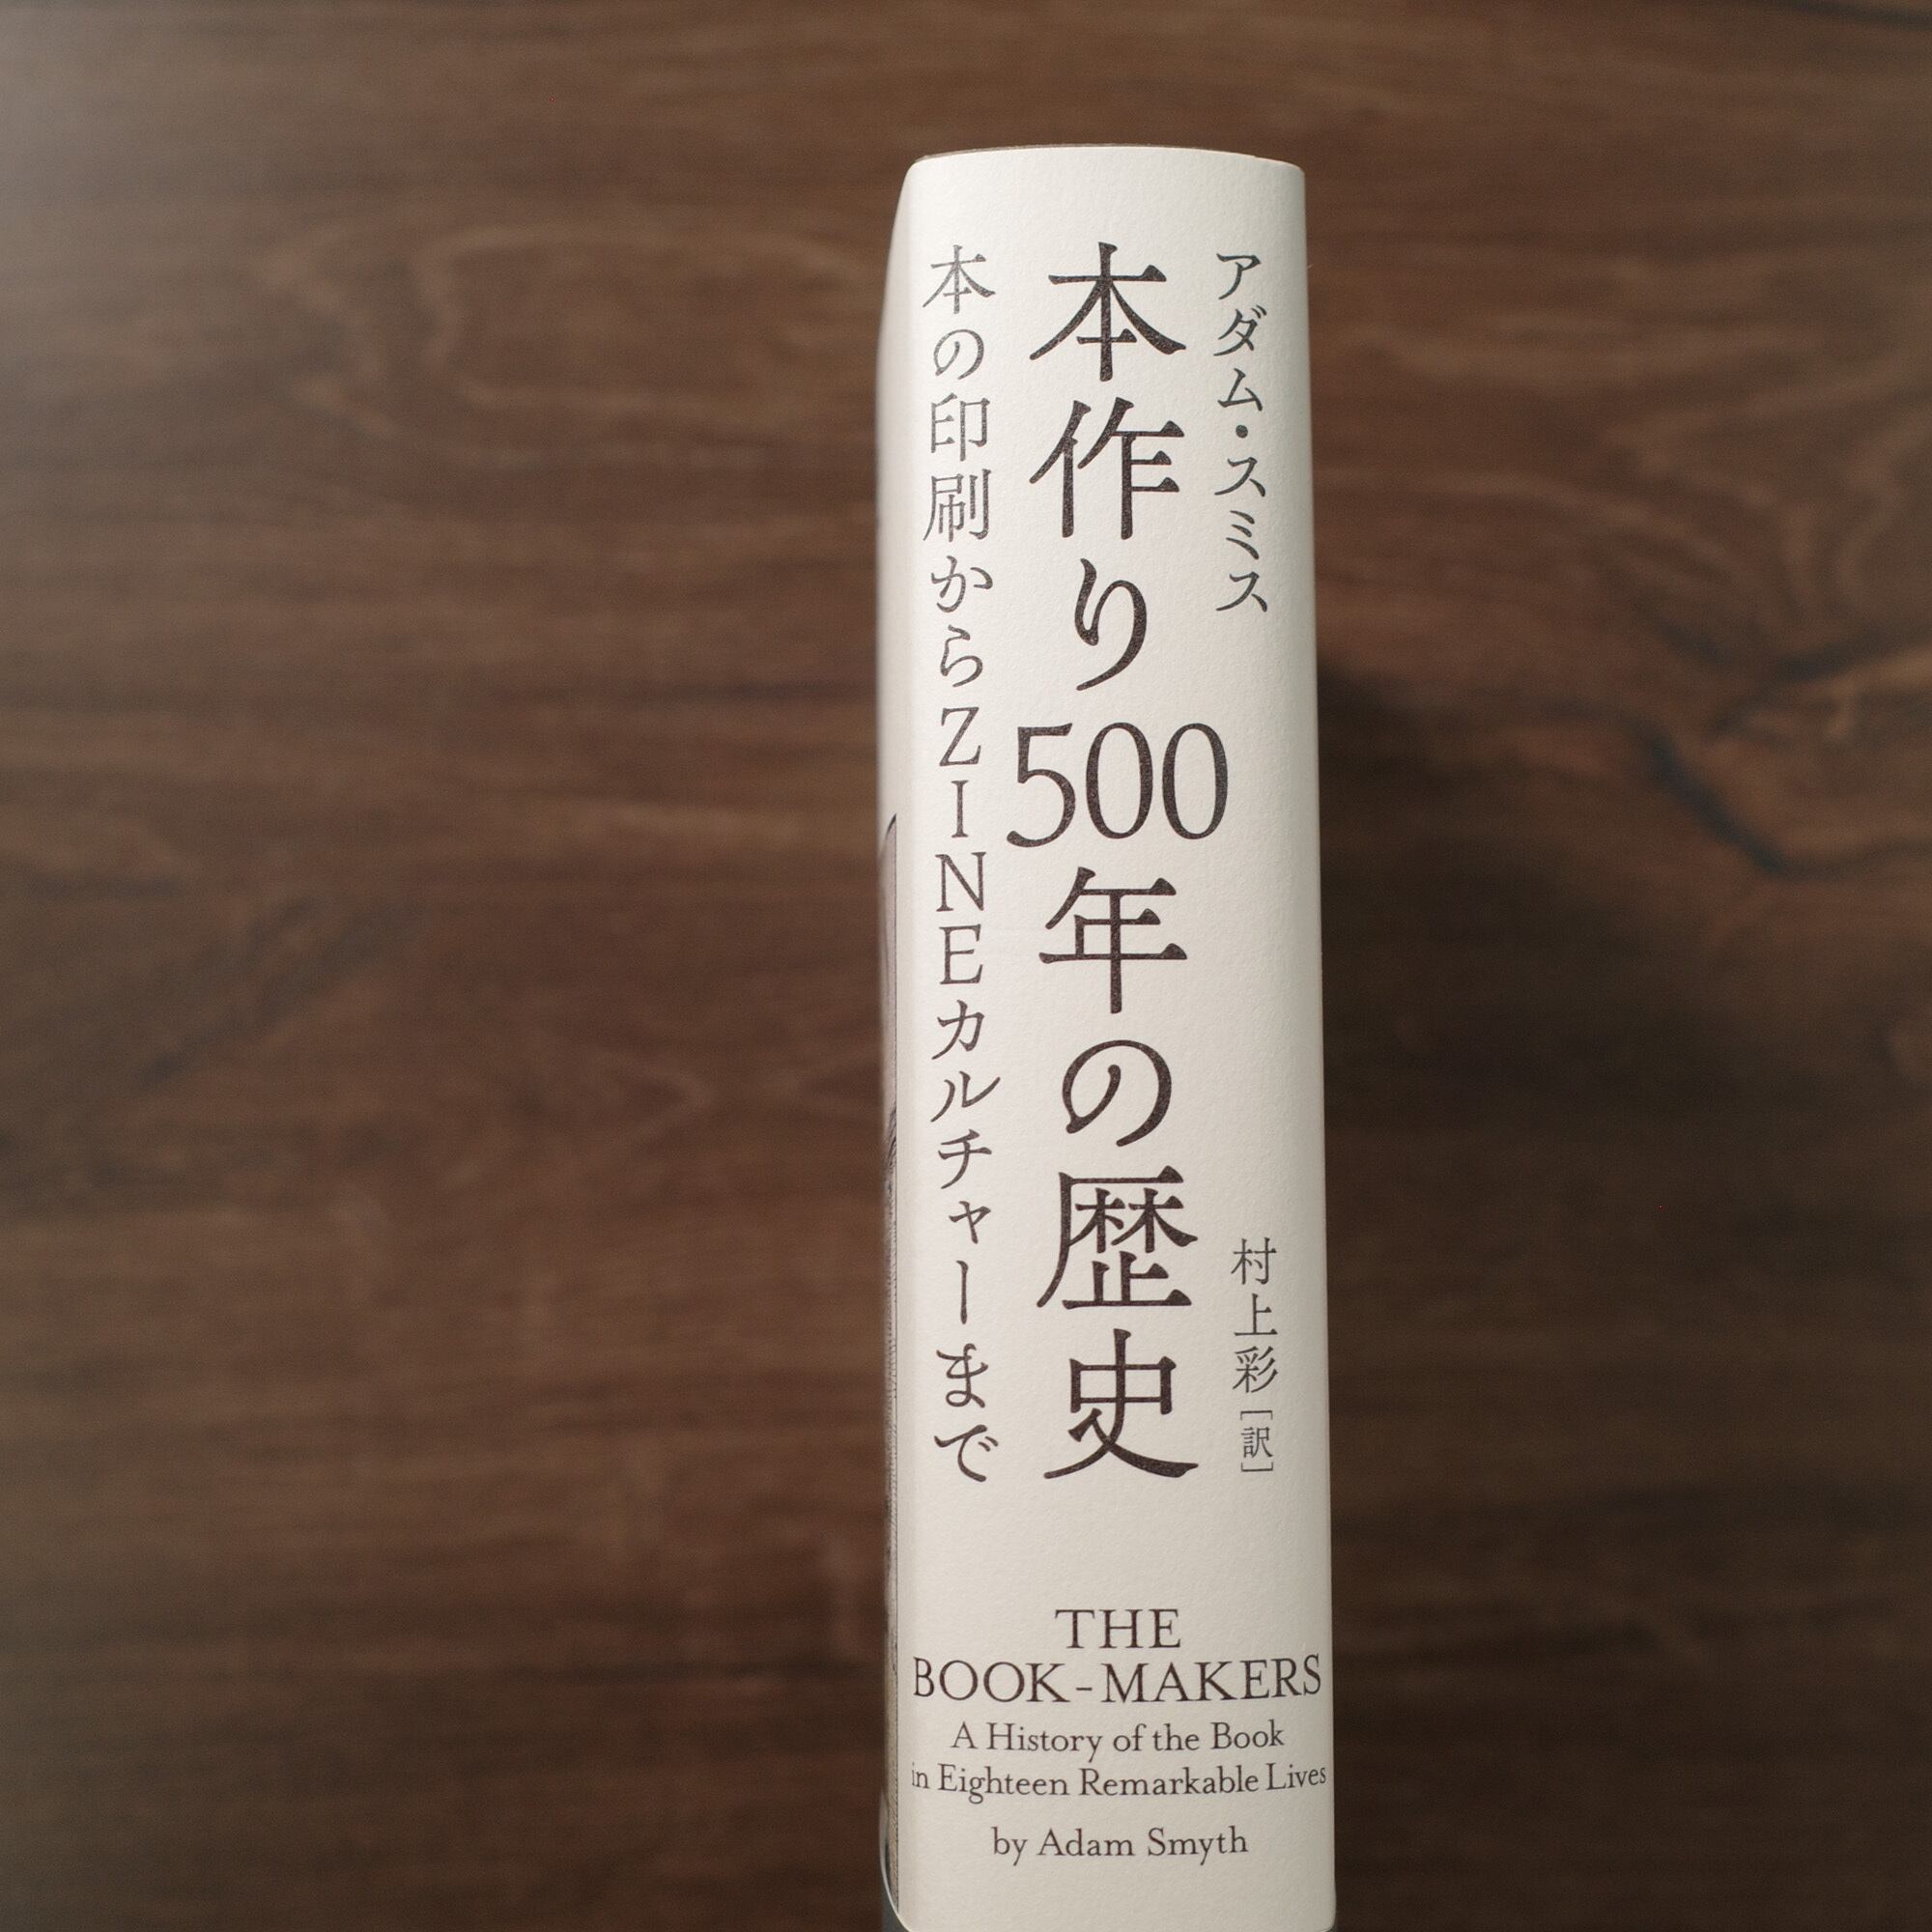 アダム・スミス
村上彩[訳]
本作り500年の歴史
本の印刷からZINEカルチャーまで
THE
BOOK-MAKERS
A History of the Book
in Eighteen Remarkable Lives
by Adam Smyth